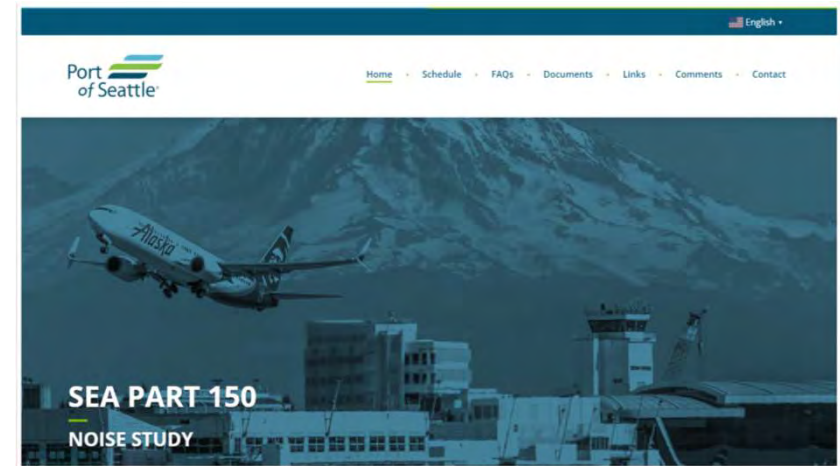 English
Port
of Seattle
Home • Schedule • FAQs • Documents • Links • Comments • Contact
Alaska
SEA PART 150
NOISE STUDY